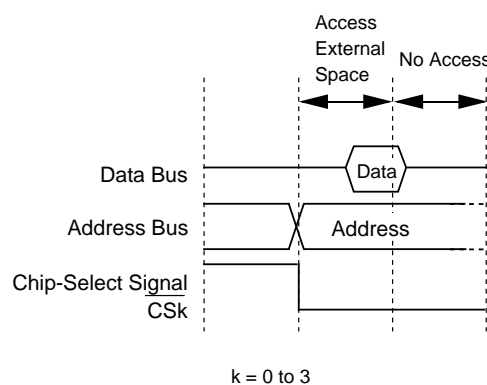 Access
External
Space
No Access
Data Bus
Data
Address Bus
Address
Chip-Select Signal
CSk
k = 0 to 3